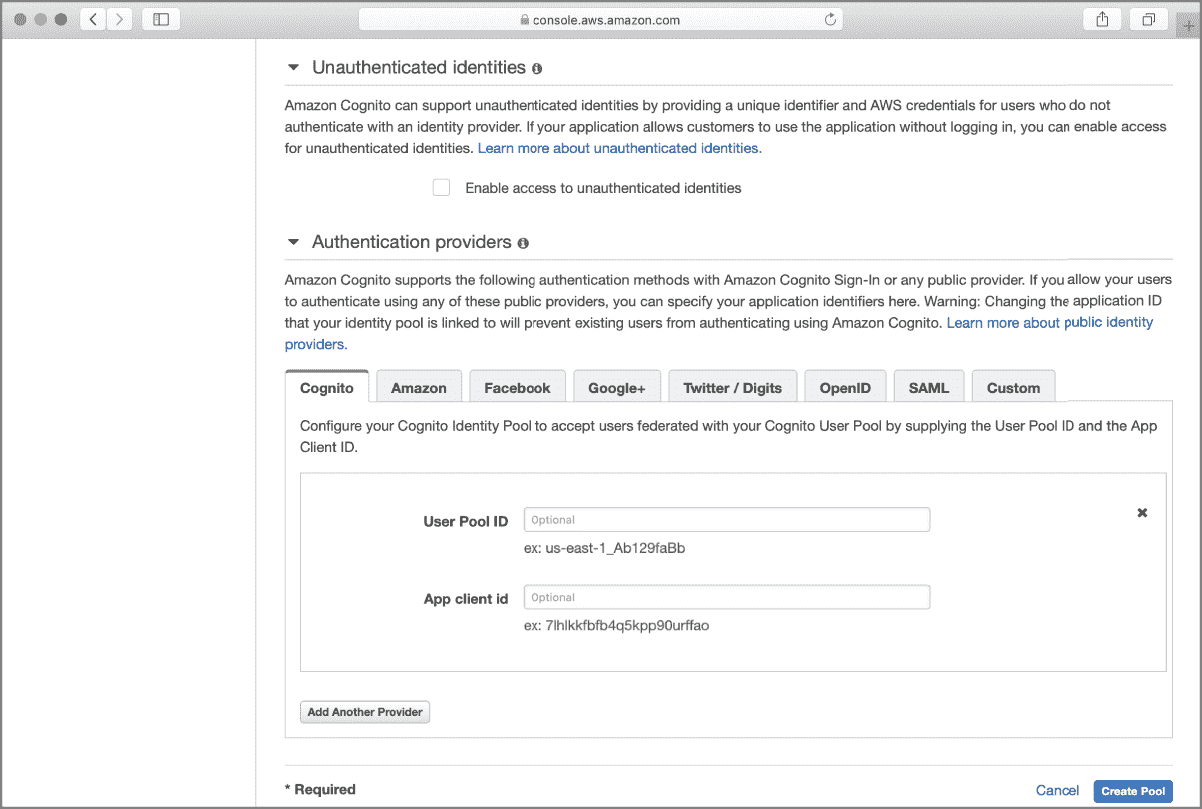 console.aws.amazon.com
Unauthenticated identities
Amazon Cognito can support unauthenticated identities by providing a unique identifier and AWS credentials for users who do not
authenticate with an identity provider. If your application allows customers to use the application without logging in, you can enable access
for unauthenticated identities. Learn more about unauthenticated identities.
Enable access to unauthenticated identities
Authentication providers
Amazon Cognito supports the following authentication methods with Amazon Cognito Sign-In or any public provider. If you allow your users
to authenticate using any of these public providers, you can specify your application identifiers here. Warning: Changing the application ID
that your identity pool is linked to will prevent existing users from authenticating using Amazon Cognito. Learn more about public identity
providers.
Cognito Amazon Facebook Google+ Twitter / Digits OpenID SAML Custom
Configure your Cognito Identity Pool to accept users federated with your Cognito User Pool by supplying the User Pool ID and the App
Client ID.
User Pool ID Optional
ex: us-east-1_Ab129faBb
App client id Optional
ex: 7lhlkkfbfb4q5kpp90urffao
Add Another Provider
* Required Cancel Create Pool